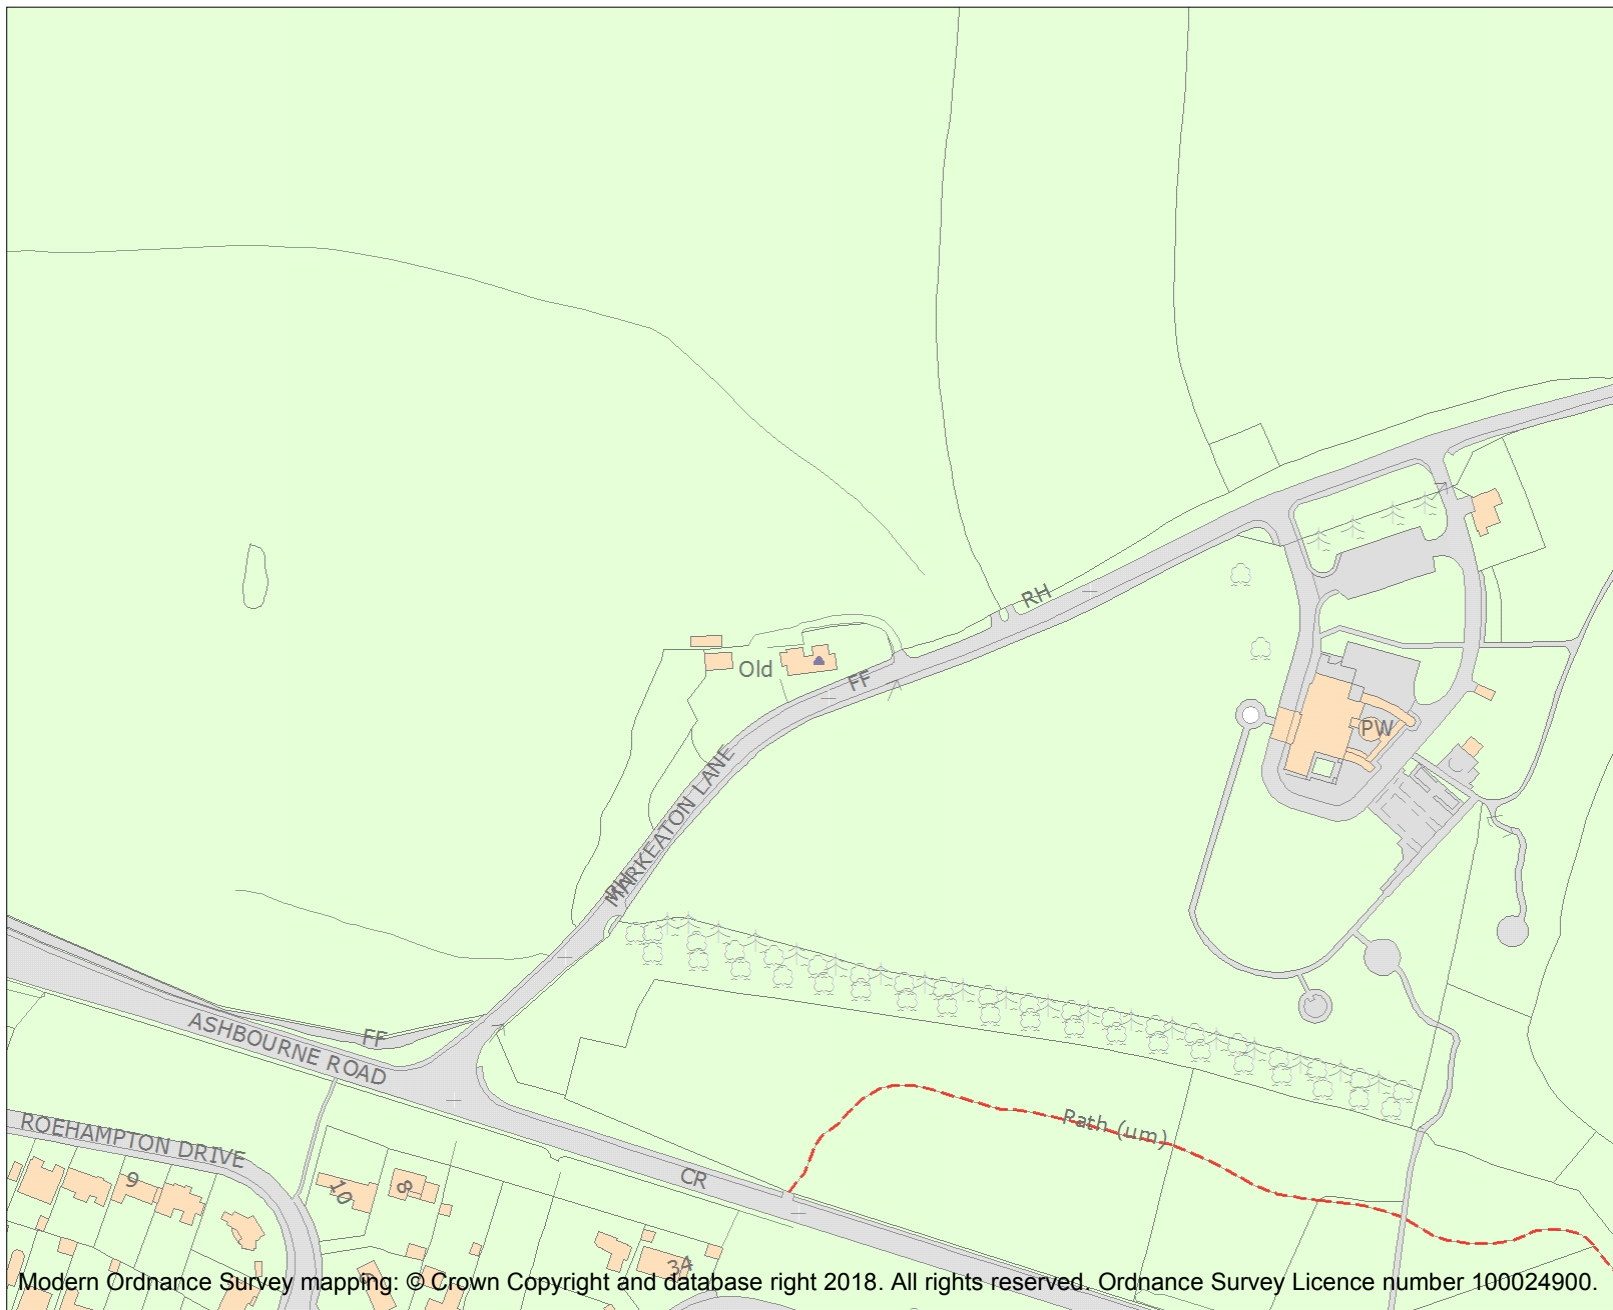 RH
Old
FF
PW
MARKEATON LANE
RH
FF
ASHBOURNE ROAD
Path (um)
ROEHAMPTON DRIVE
CR
9
10
8
34
Modern Ordnance Survey mapping: © Crown Copyright and database right 2018. All rights reserved. Ordnance Survey Licence number 100024900.